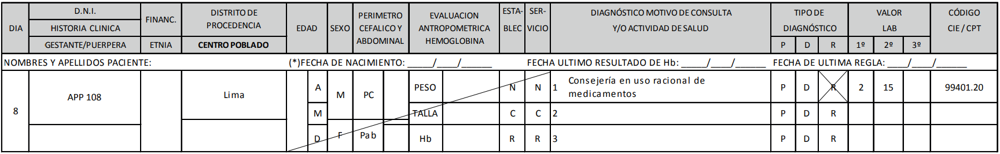 DIA
D.N.I.
HISTORIA CLINICA
GESTANTE/PUERPERA
FINANC.
ETNIA
DISTRITO DE
PROCEDENCIA
CENTRO POBLADO
EDAD
SEXO
PERIMETRO
CEFALICO Y
ABDOMINAL
EVALUACION
ANTROPOMETRICA
HEMOGLOBINA
ESTA-
BLEC
SER-
VICIO
DIAGNÓSTICO MOTIVO DE CONSULTA
Y/O ACTIVIDAD DE SALUD
TIPO DE
DIAGNÓSTICO
P D R
VALOR
LAB
1º 2º 3º
CÓDIGO
CIE / CPT
NOMBRES Y APELLIDOS PACIENTE: (*)FECHA DE NACIMIENTO: _____/____/______ FECHA ULTIMO RESULTADO DE Hb: _____/____/______ FECHA DE ULTIMA REGLA: ____/____/______
8
APP 108
Lima
A
M
D
M
F
PC
Pab
PESO
TALLA
Hb
N
C
R
N
C
R
1 Consejería en uso racional de
medicamentos
P D R 2 15 99401.20
2 P D R
3 P D R